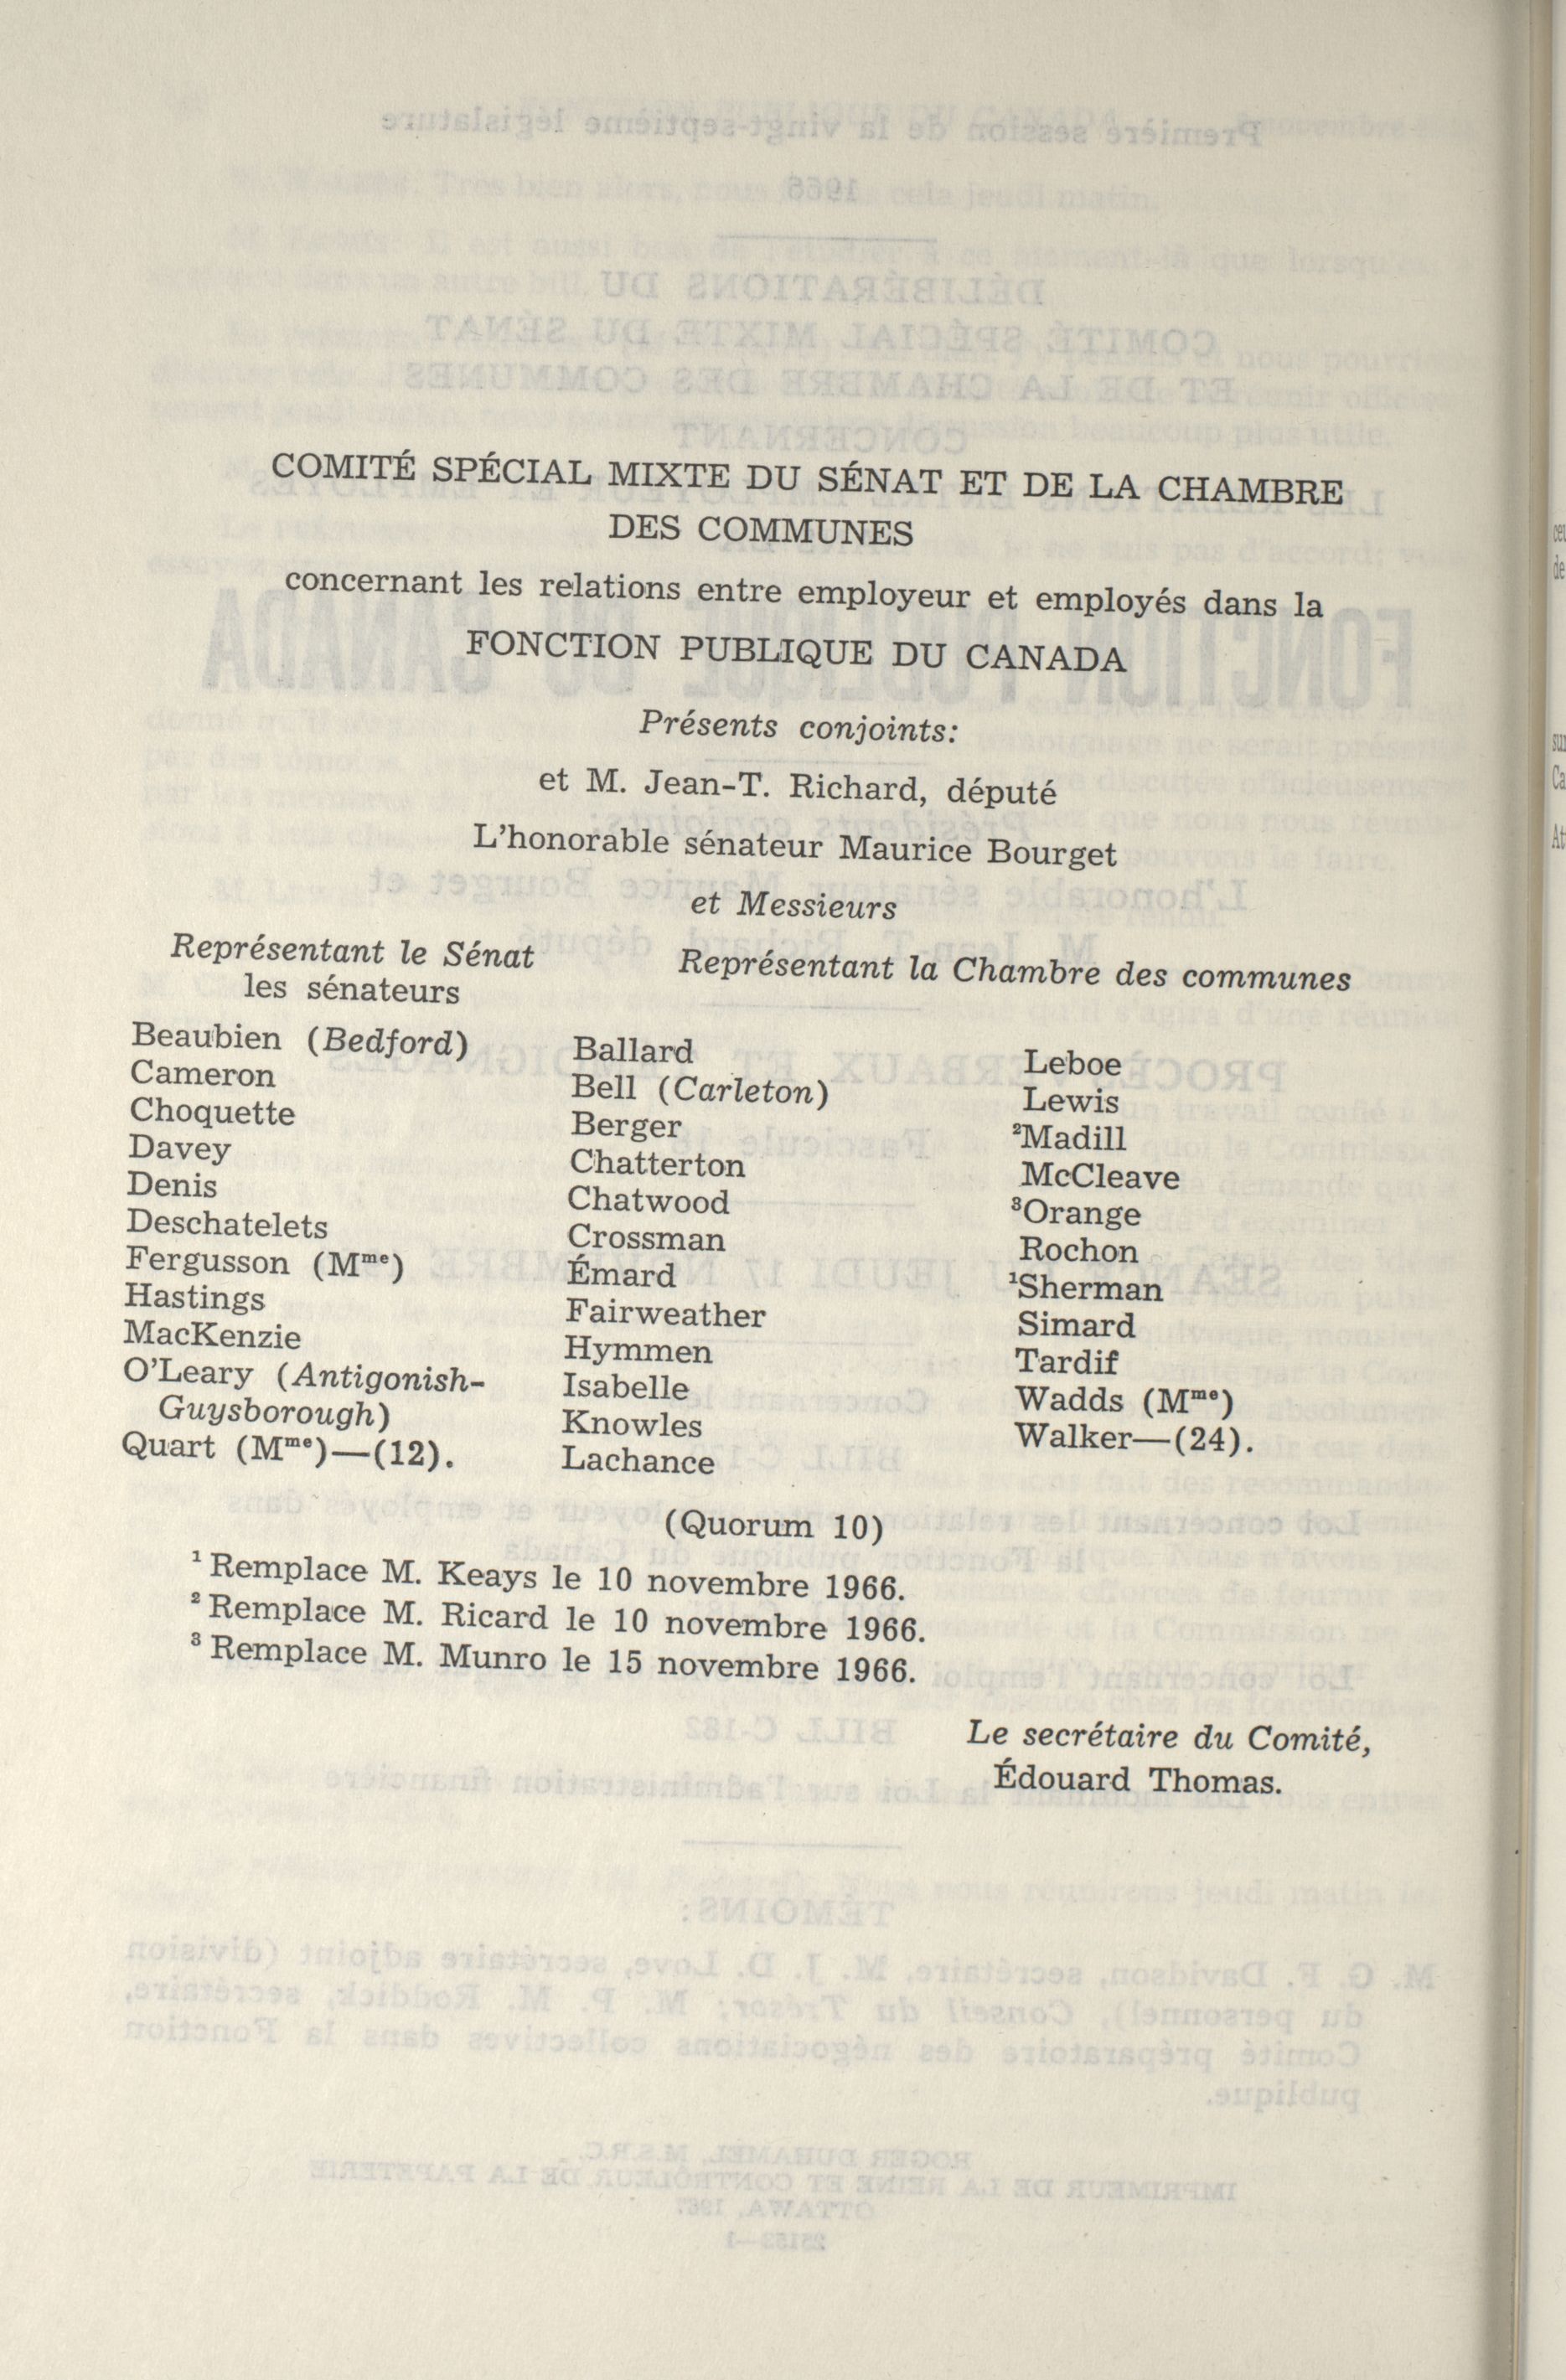 COMITÉ SPÉCIAL MIXTE DU SÉNAT ET DE LA CHAMBRE
DES COMMUNES
concernant les relations entre employeur et employés dans la
FONCTION PUBLIQUE DU CANADA
Présents conjoints:
et M. Jean-T. Richard, député
L'honorable sénateur Maurice Bourget
et Messieurs
Représentant le Sénat
les sénateurs
Beaubien (Bedford)
Cameron
Choquette
Davey
Denis
Deschatelets
Fergusson (Mme)
Hastings
MacKenzie
O'Leary (Antigonish-
Guysborough)
Quart (Mme)—(12).
Représentant la Chambre des communes
Ballard
Bell (Carleton)
Berger
Chatterton
Chatwood
Crossman
Émard
Fairweather
Hymmen
Isabelle
Knowles
Lachance
Leboe
Lewis
²Madill
McCleave
³Orange
Rochon
¹Sherman
Simard
Tardif
Wadds (Mme)
Walker—(24).
(Quorum 10)
¹ Remplace M. Keays le 10 novembre 1966.
² Remplace M. Ricard le 10 novembre 1966.
³ Remplace M. Munro le 15 novembre 1966.
Le secrétaire du Comité,
Édouard Thomas.